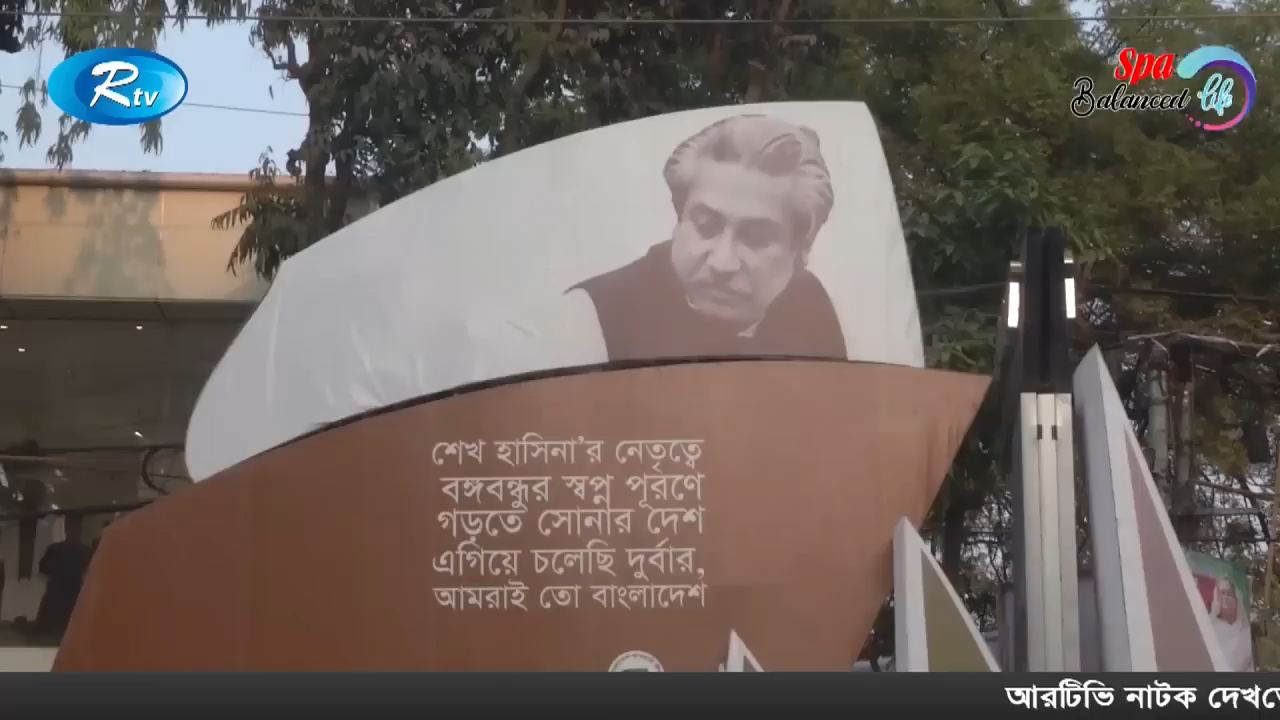 Rtv
Spa
Balanced life
শেখ হাসিনা'র নেতৃত্বে
বঙ্গবন্ধুর স্বপ্ন পূরণে
গড়তে সোনার দেশ
এগিয়ে চলেছি দুর্বার,
আমরাই তো বাংলাদেশ
আরটিভি নাটক দেখতে